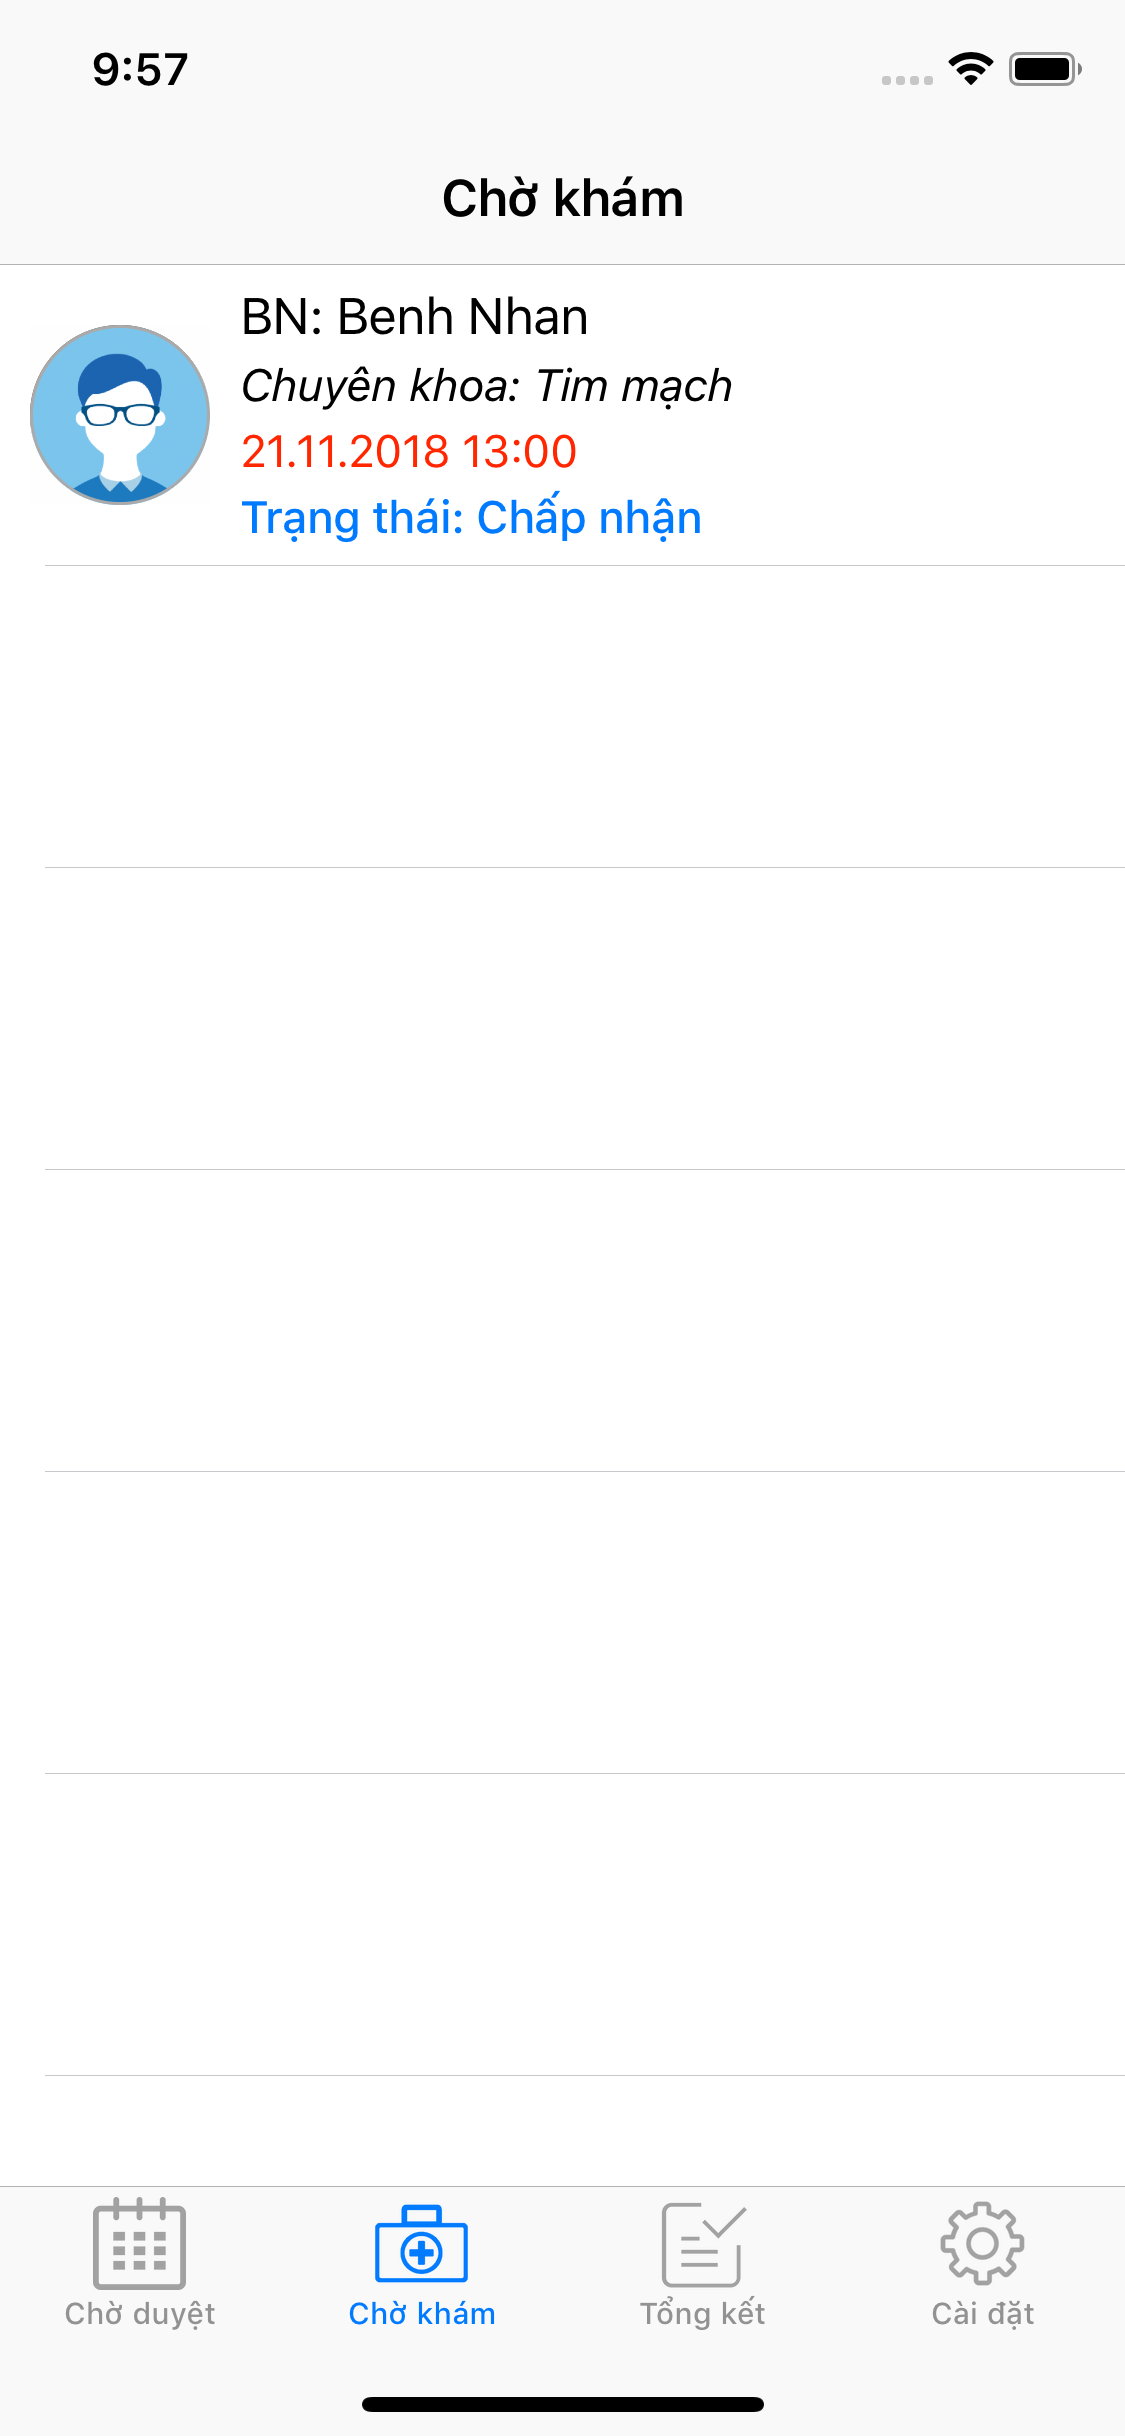 9:57
Chờ khám
BN: Benh Nhan
Chuyên khoa: Tim mạch
21.11.2018 13:00
Trạng thái: Chấp nhận
Chờ duyệt
Chờ khám
Tổng kết
Cài đặt